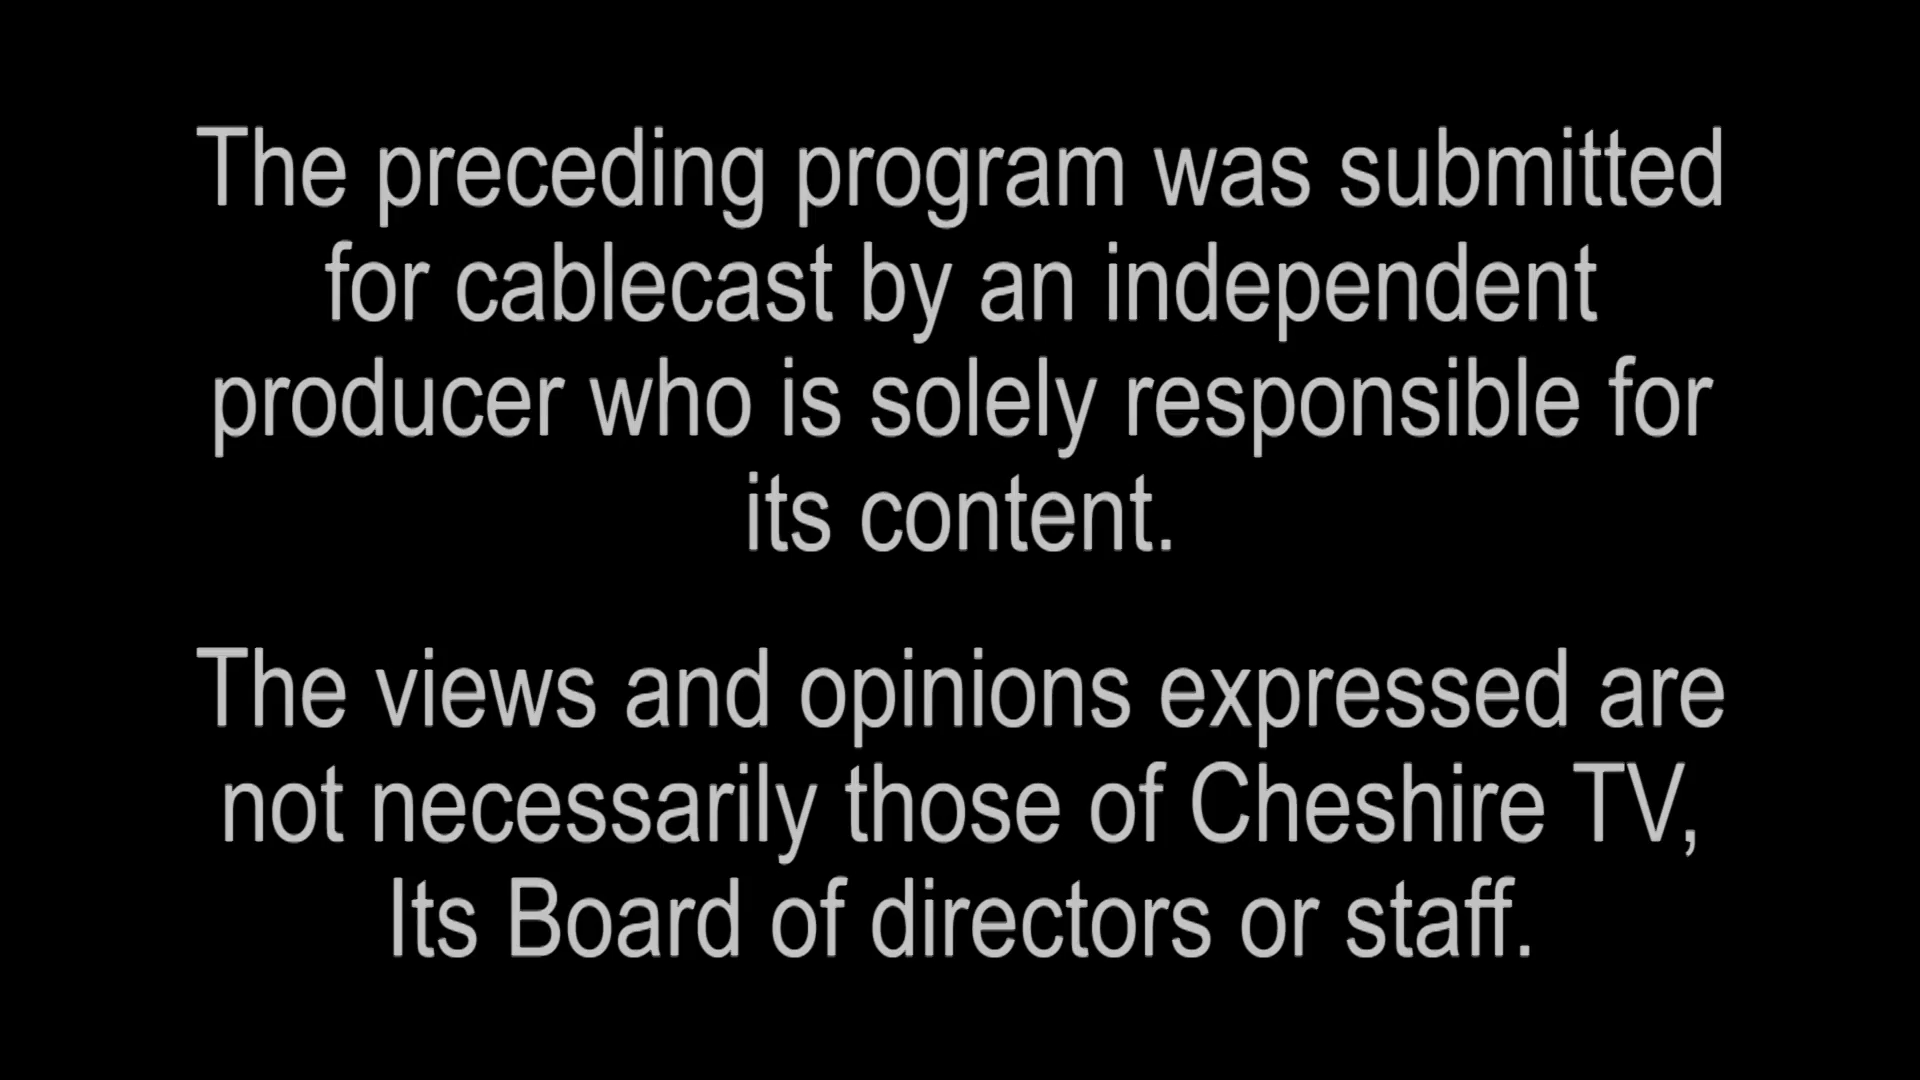 The preceding program was submitted
for cablecast by an independent
producer who is solely responsible for
its content.
The views and opinions expressed are
not necessarily those of Cheshire TV,
Its Board of directors or staff.